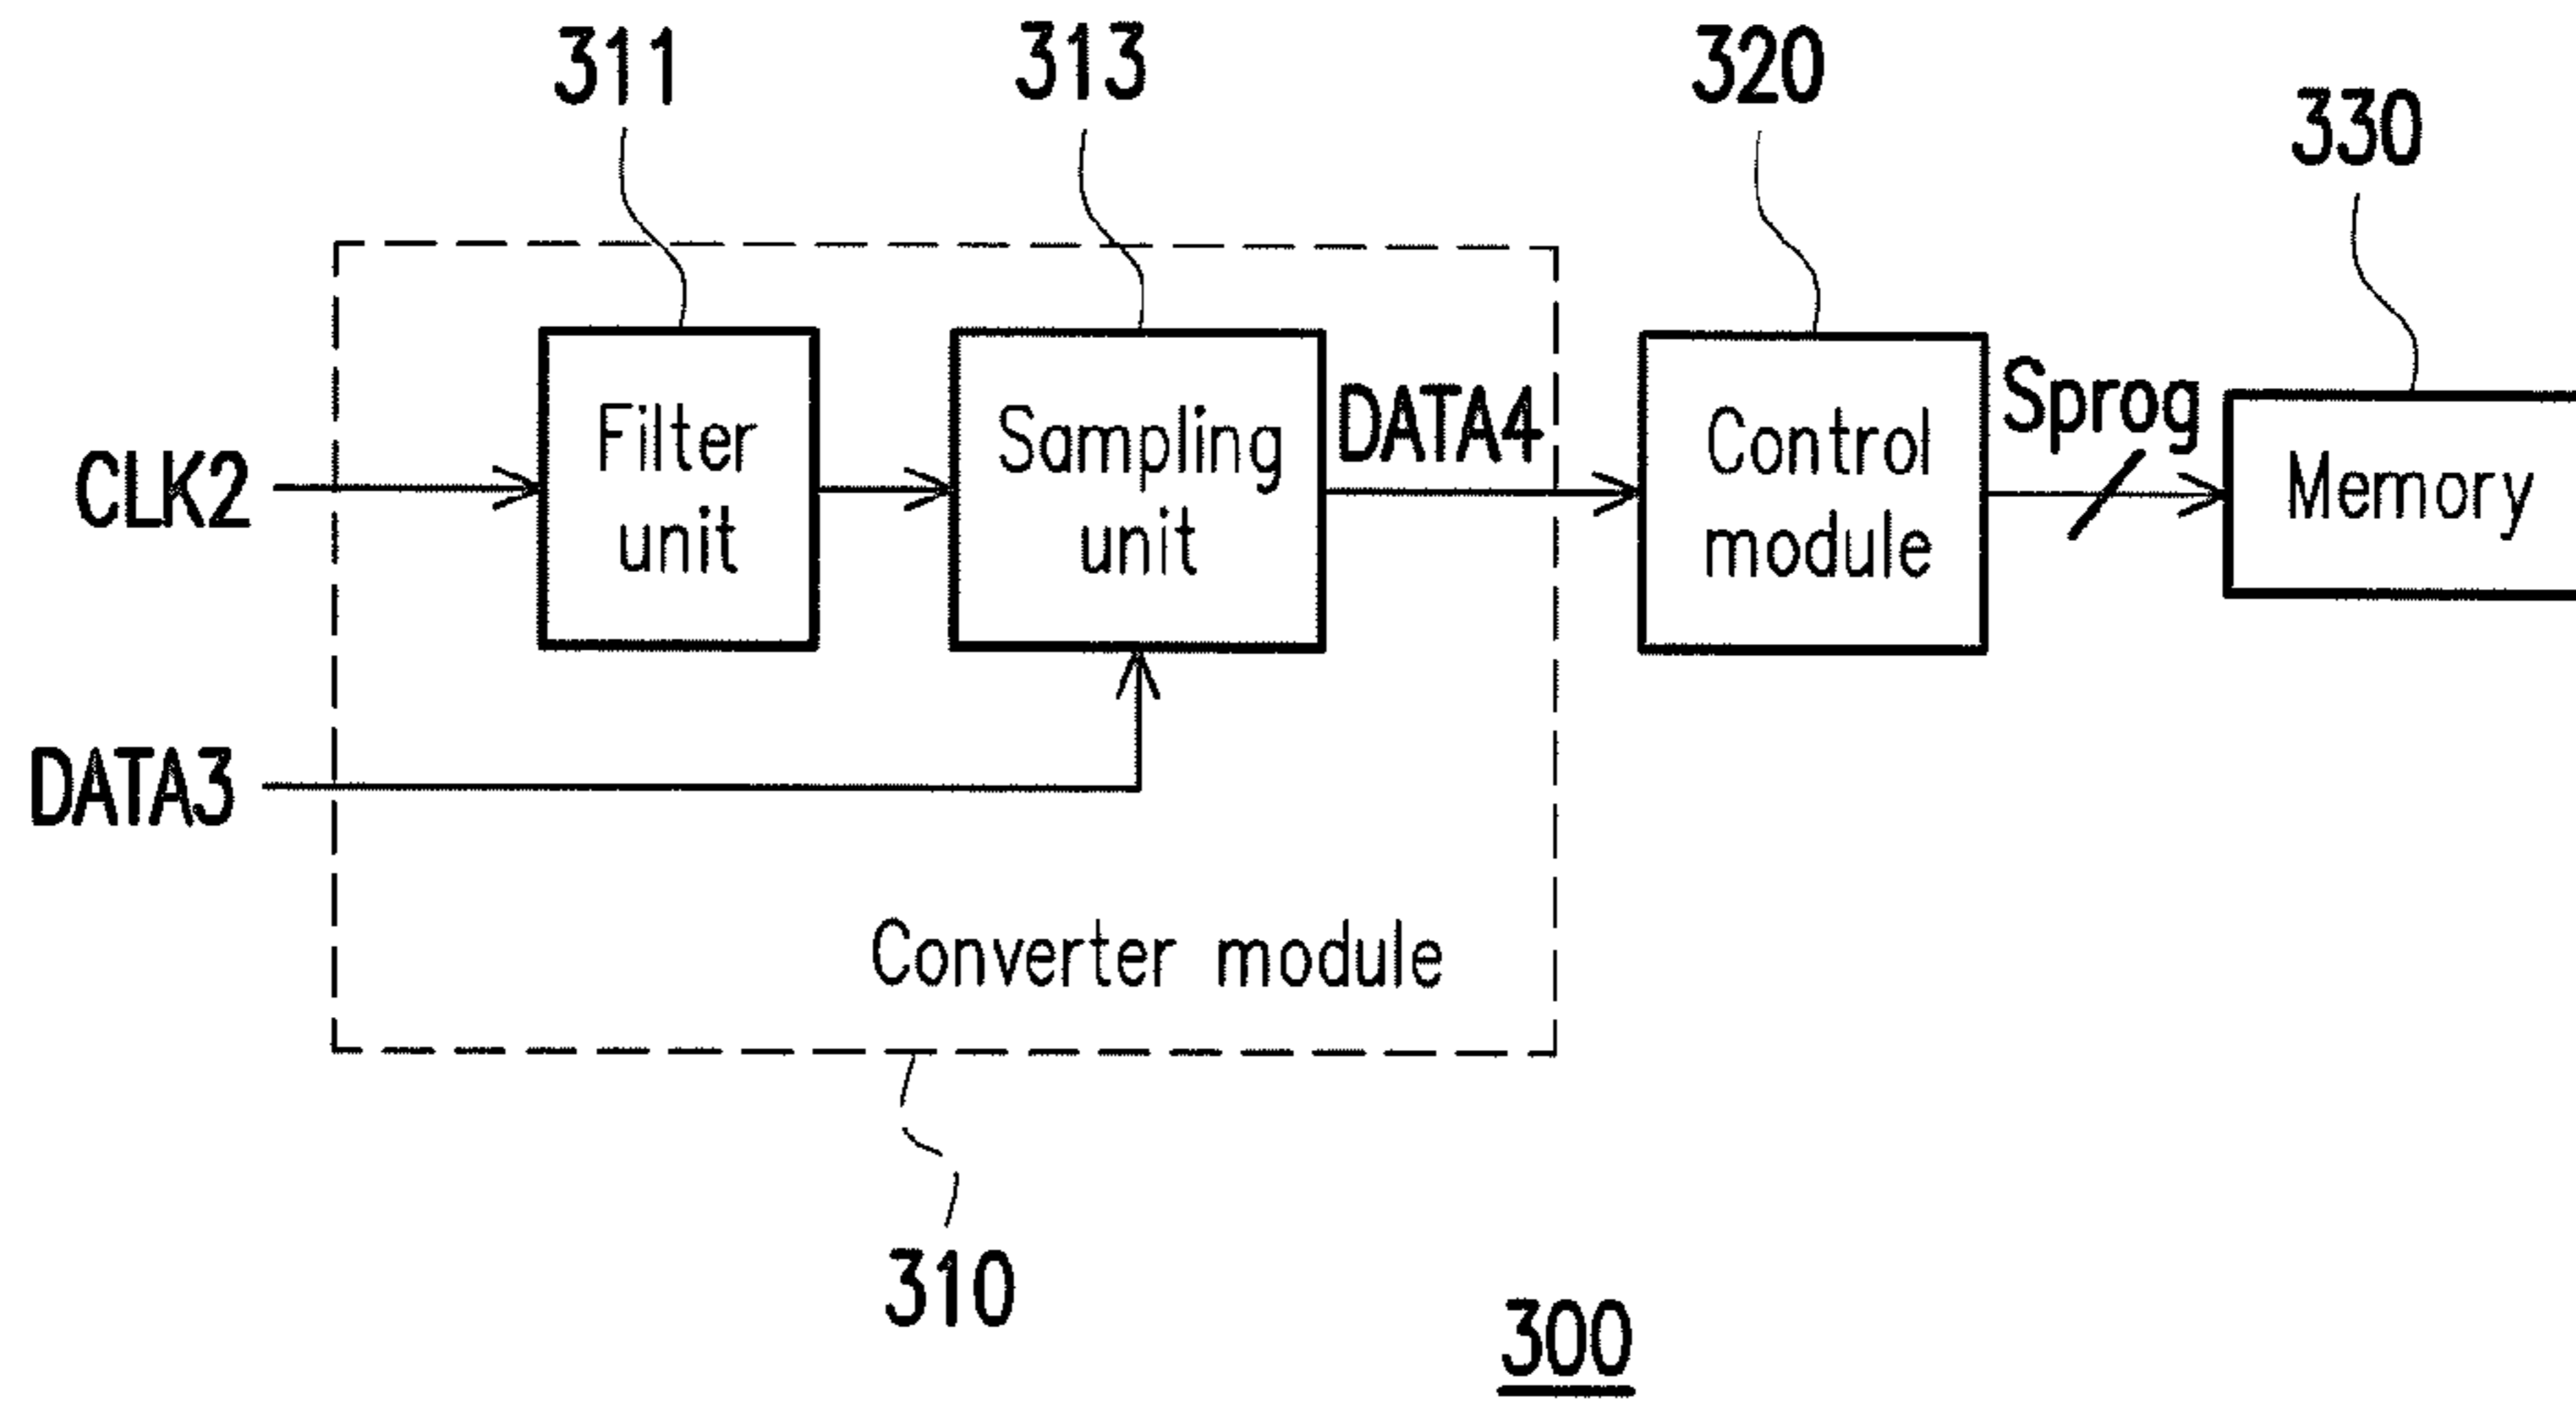 311
313
320
330
CLK2
Filter
unit
Sampling
unit
DATA4
Control
module
Sprog
Memory
DATA3
Converter module
310
300